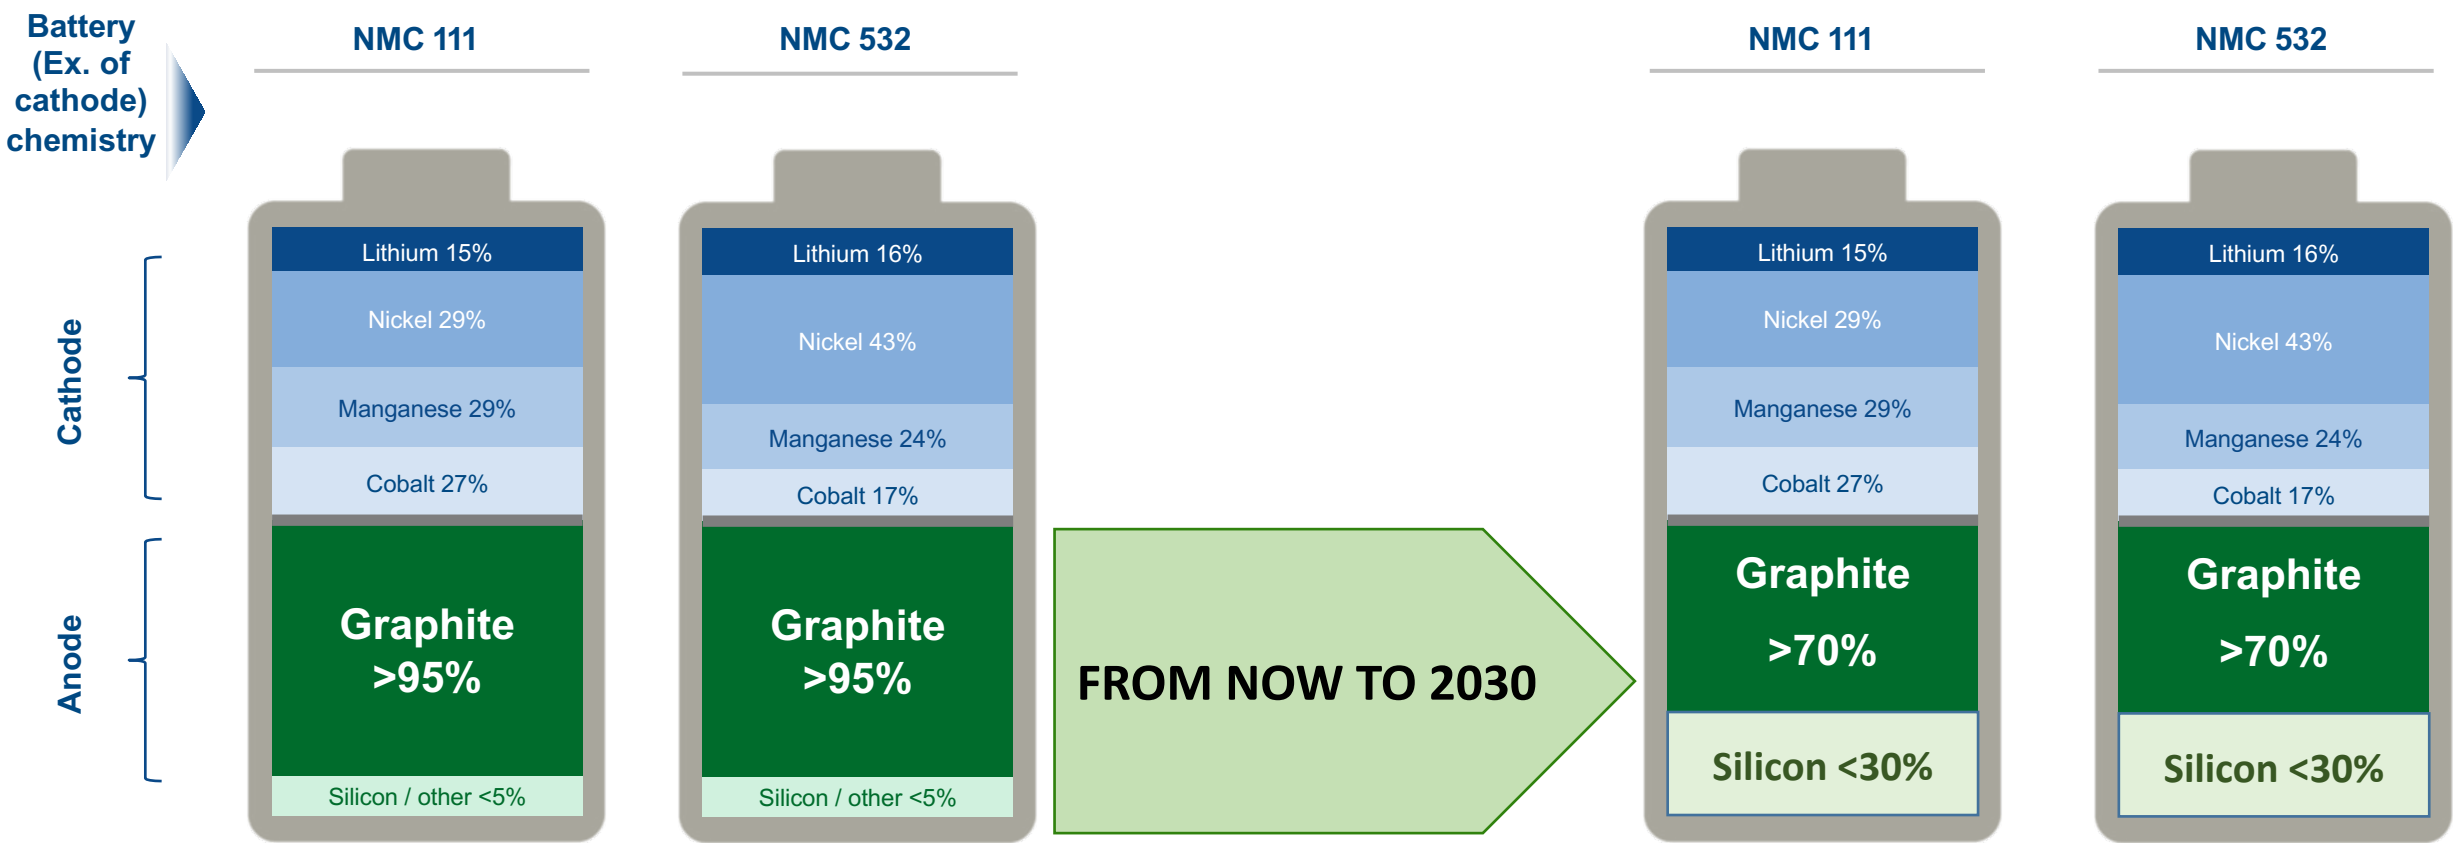 Battery
(Ex. of
cathode)
chemistry
NMC 111
NMC 532
NMC 111
NMC 532
Cathode
Anode
Lithium 15%
Nickel 29%
Manganese 29%
Cobalt 27%
Graphite
>95%
Silicon / other <5%
Lithium 16%
Nickel 43%
Manganese 24%
Cobalt 17%
Graphite
>95%
Silicon / other <5%
FROM NOW TO 2030
Lithium 15%
Nickel 29%
Manganese 29%
Cobalt 27%
Graphite
>70%
Silicon <30%
Lithium 16%
Nickel 43%
Manganese 24%
Cobalt 17%
Graphite
>70%
Silicon <30%